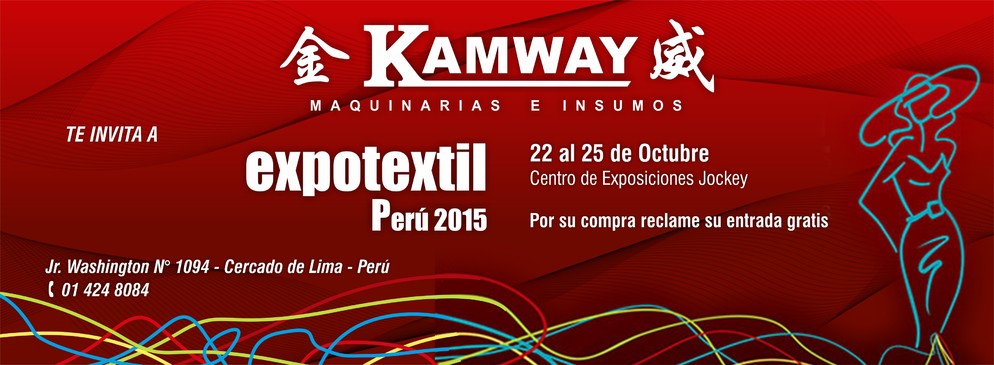 金 KAMWAY 威
MAQUINARIAS E INSUMOS
TE INVITA A
expotextil
Perú 2015
22 al 25 de Octubre
Centro de Exposiciones Jockey
Por su compra reclame su entrada gratis
Jr. Washington N° 1094 - Cercado de Lima - Perú
01 424 8084